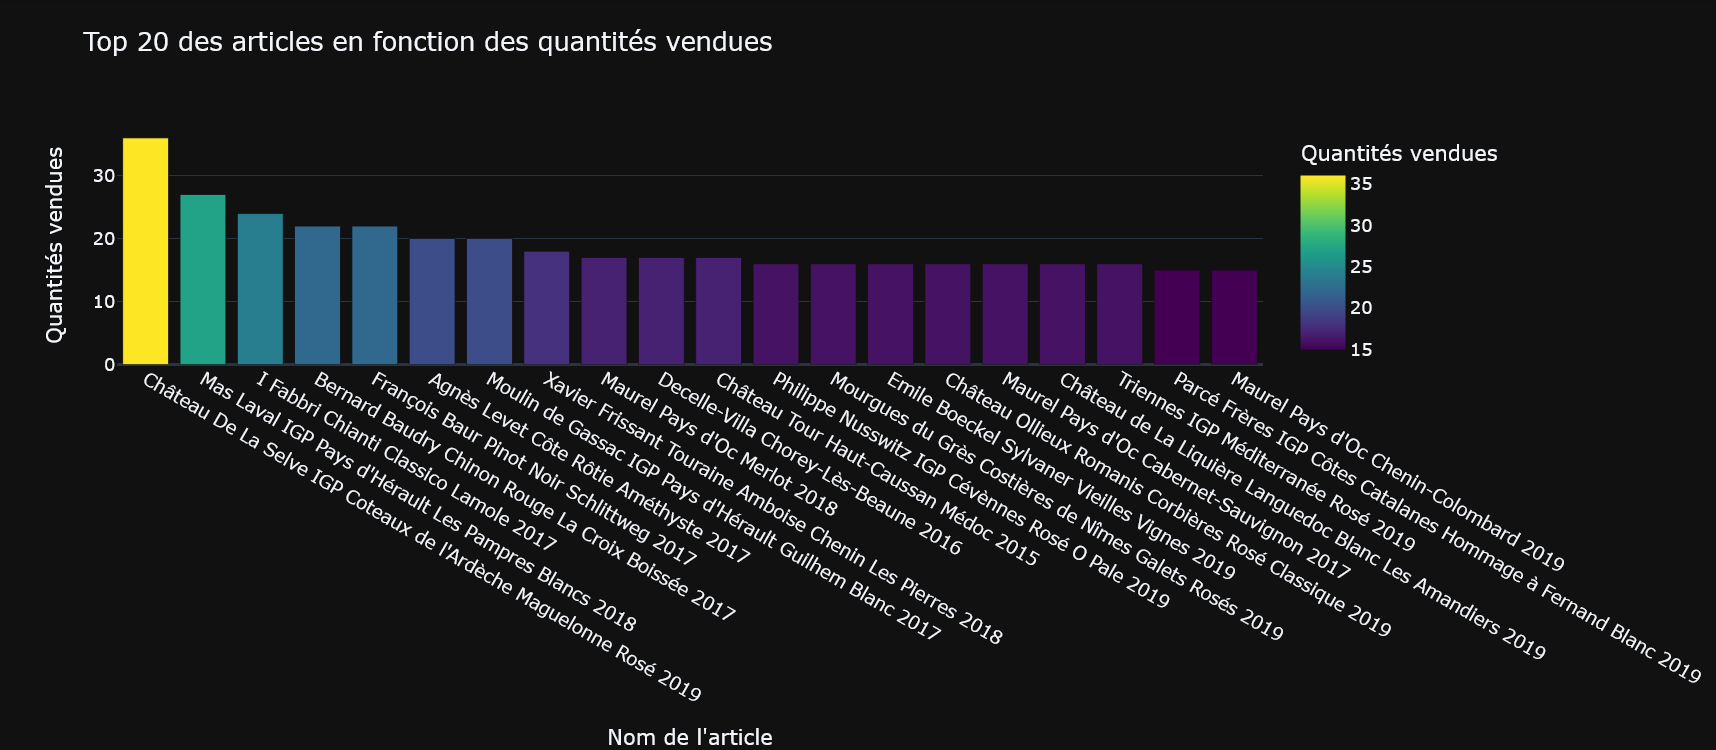 Top 20 des articles en fonction des quantités vendues
Quantités vendues
30
20
10
0
Château De La Selve IGP Coteaux de l'Ardèche Maguelonne Rosé 2019
Mas Laval IGP Pays d'Hérault Les Pampres Blancs 2018
I Fabbri Chianti Classico Lamole 2017
Bernard Baudry Chinon Rouge La Croix Boissée 2017
François Baur Pinot Noir Schlittweg 2017
Agnès Levet Côte Rôtie Améthyste 2017
Moulin de Gassac IGP Pays d'Hérault Guilhem Blanc 2017
Xavier Frissant Touraine Amboise Chenin Les Pierres 2018
Maurel Pays d'Oc Merlot 2018
Decelle-Villa Chorey-Lès-Beaune 2016
Château Tour Haut-Caussan Médoc 2015
Philippe Nusswitz IGP Cévènnes Rosé O Pale 2019
Mourgues du Grès Costières de Nîmes Galets Rosés 2019
Emile Boeckel Sylvaner Vieilles Vignes 2019
Château Ollieux Romanis Corbières Rosé Classique 2019
Maurel Pays d'Oc Cabernet-Sauvignon 2017
Château de La Liquière Languedoc Blanc Les Amandiers 2019
Triennes IGP Méditerranée Rosé 2019
Parcé Frères IGP Côtes Catalanes Hommage à Fernand Blanc 2019
Maurel Pays d'Oc Chenin-Colombard 2019
Nom de l'article
Quantités vendues
35
30
25
20
15